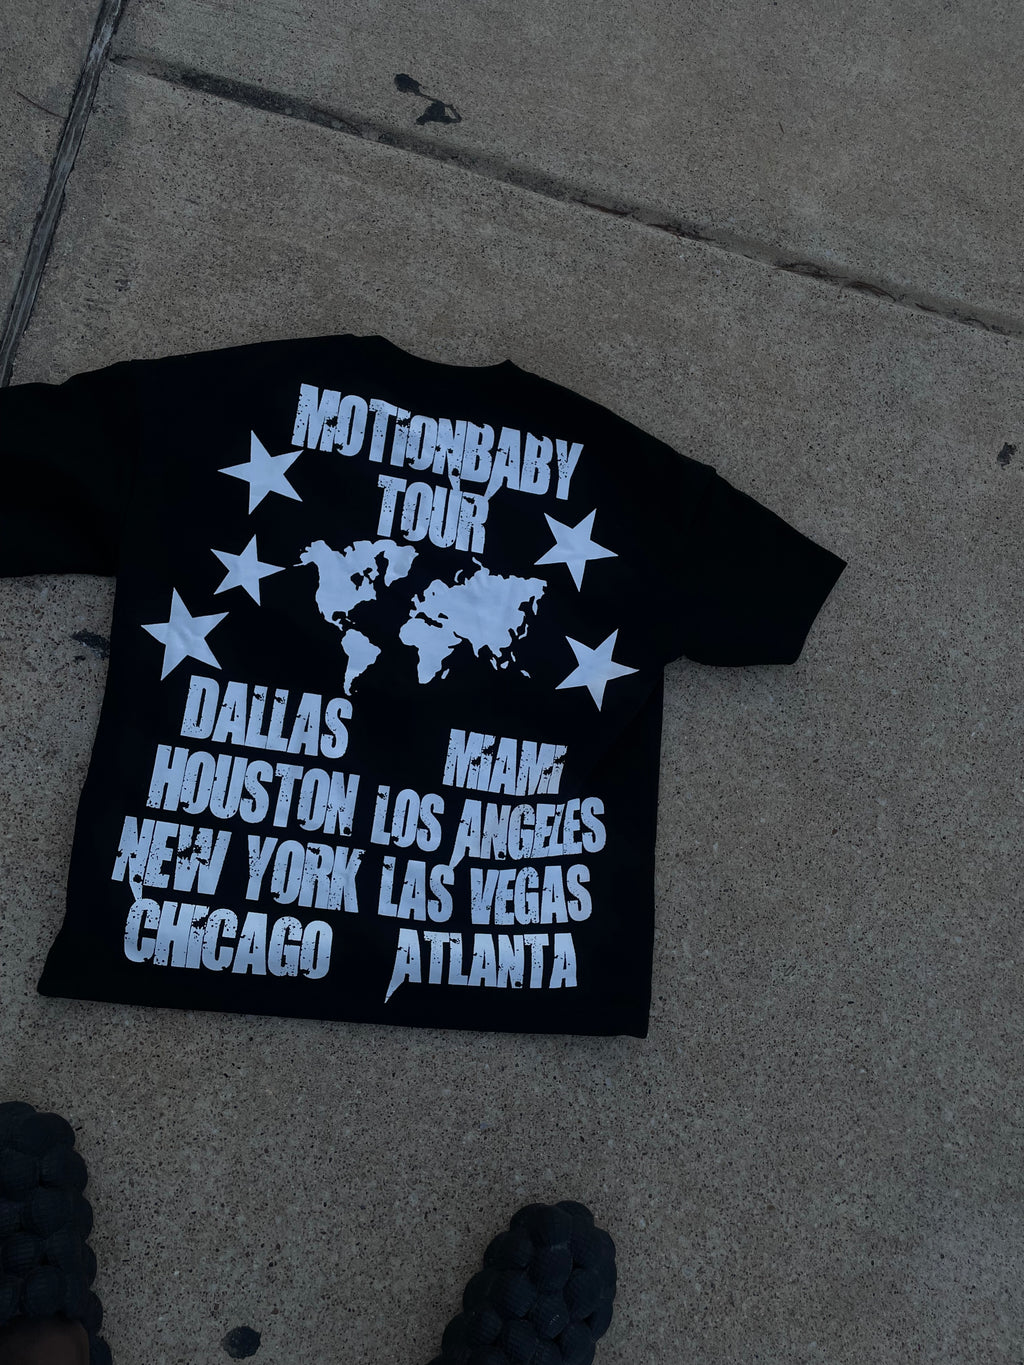 MOTIONBABY
TOUR
DALLAS
MIAMI
HOUSTON LOS ANGELES
NEW YORK LAS VEGAS
CHICAGO ATLANTA